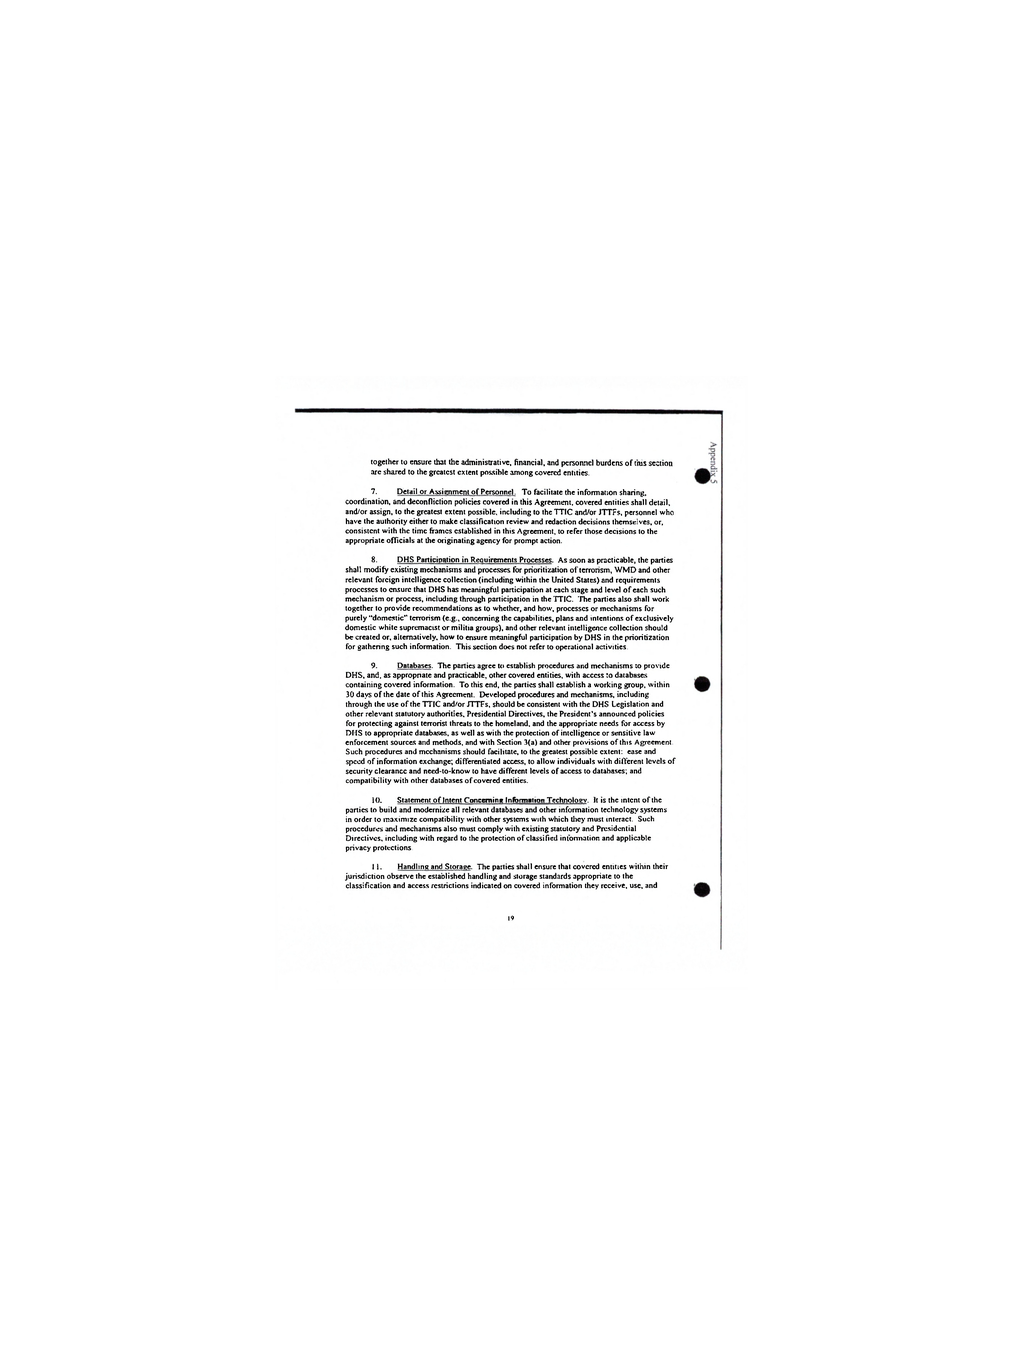 Appendix 5
together to ensure that the administrative, financial, and personnel burdens of this section
are shared to the greatest extent possible among covered entities.
7. Detail or Assignment of Personnel. To facilitate the information sharing,
coordination, and deconfliction policies covered in this Agreement, covered entities shall detail,
and/or assign, to the greatest extent possible, including to the TTIC and/or JTTFs, personnel who
have the authority either to make classification review and redaction decisions themselves, or,
consistent with the time frames established in this Agreement, to refer those decisions to the
appropriate officials at the originating agency for prompt action.
8. DHS Participation in Requirements Processes. As soon as practicable, the parties
shall modify existing mechanisms and processes for prioritization of terrorism, WMD and other
relevant foreign intelligence collection (including within the United States) and requirements
processes to ensure that DHS has meaningful participation at each stage and level of each such
mechanism or process, including through participation in the TTIC. The parties also shall work
together to provide recommendations as to whether, and how, processes or mechanisms for
purely "domestic" terrorism (e.g., concerning the capabilities, plans and intentions of exclusively
domestic white supremacist or militia groups), and other relevant intelligence collection should
be created or, alternatively, how to ensure meaningful participation by DHS in the prioritization
for gathering such information. This section does not refer to operational activities.
9. Databases. The parties agree to establish procedures and mechanisms to provide
DHS, and, as appropriate and practicable, other covered entities, with access to databases
containing covered information. To this end, the parties shall establish a working group, within
30 days of the date of this Agreement. Developed procedures and mechanisms, including
through the use of the TTIC and/or JTTFs, should be consistent with the DHS Legislation and
other relevant statutory authorities, Presidential Directives, the President's announced policies
for protecting against terrorist threats to the homeland, and the appropriate needs for access by
DHS to appropriate databases, as well as with the protection of intelligence or sensitive law
enforcement sources and methods, and with Section 3(a) and other provisions of this Agreement.
Such procedures and mechanisms should facilitate, to the greatest possible extent: ease and
speed of information exchange; differentiated access, to allow individuals with different levels of
security clearance and need-to-know to have different levels of access to databases; and
compatibility with other databases of covered entities.
10. Statement of Intent Concerning Information Technology. It is the intent of the
parties to build and modernize all relevant databases and other information technology systems
in order to maximize compatibility with other systems with which they must interact. Such
procedures and mechanisms also must comply with existing statutory and Presidential
Directives, including with regard to the protection of classified information and applicable
privacy protections.
11. Handling and Storage. The parties shall ensure that covered entities within their
jurisdiction observe the established handling and storage standards appropriate to the
classification and access restrictions indicated on covered information they receive, use, and
19